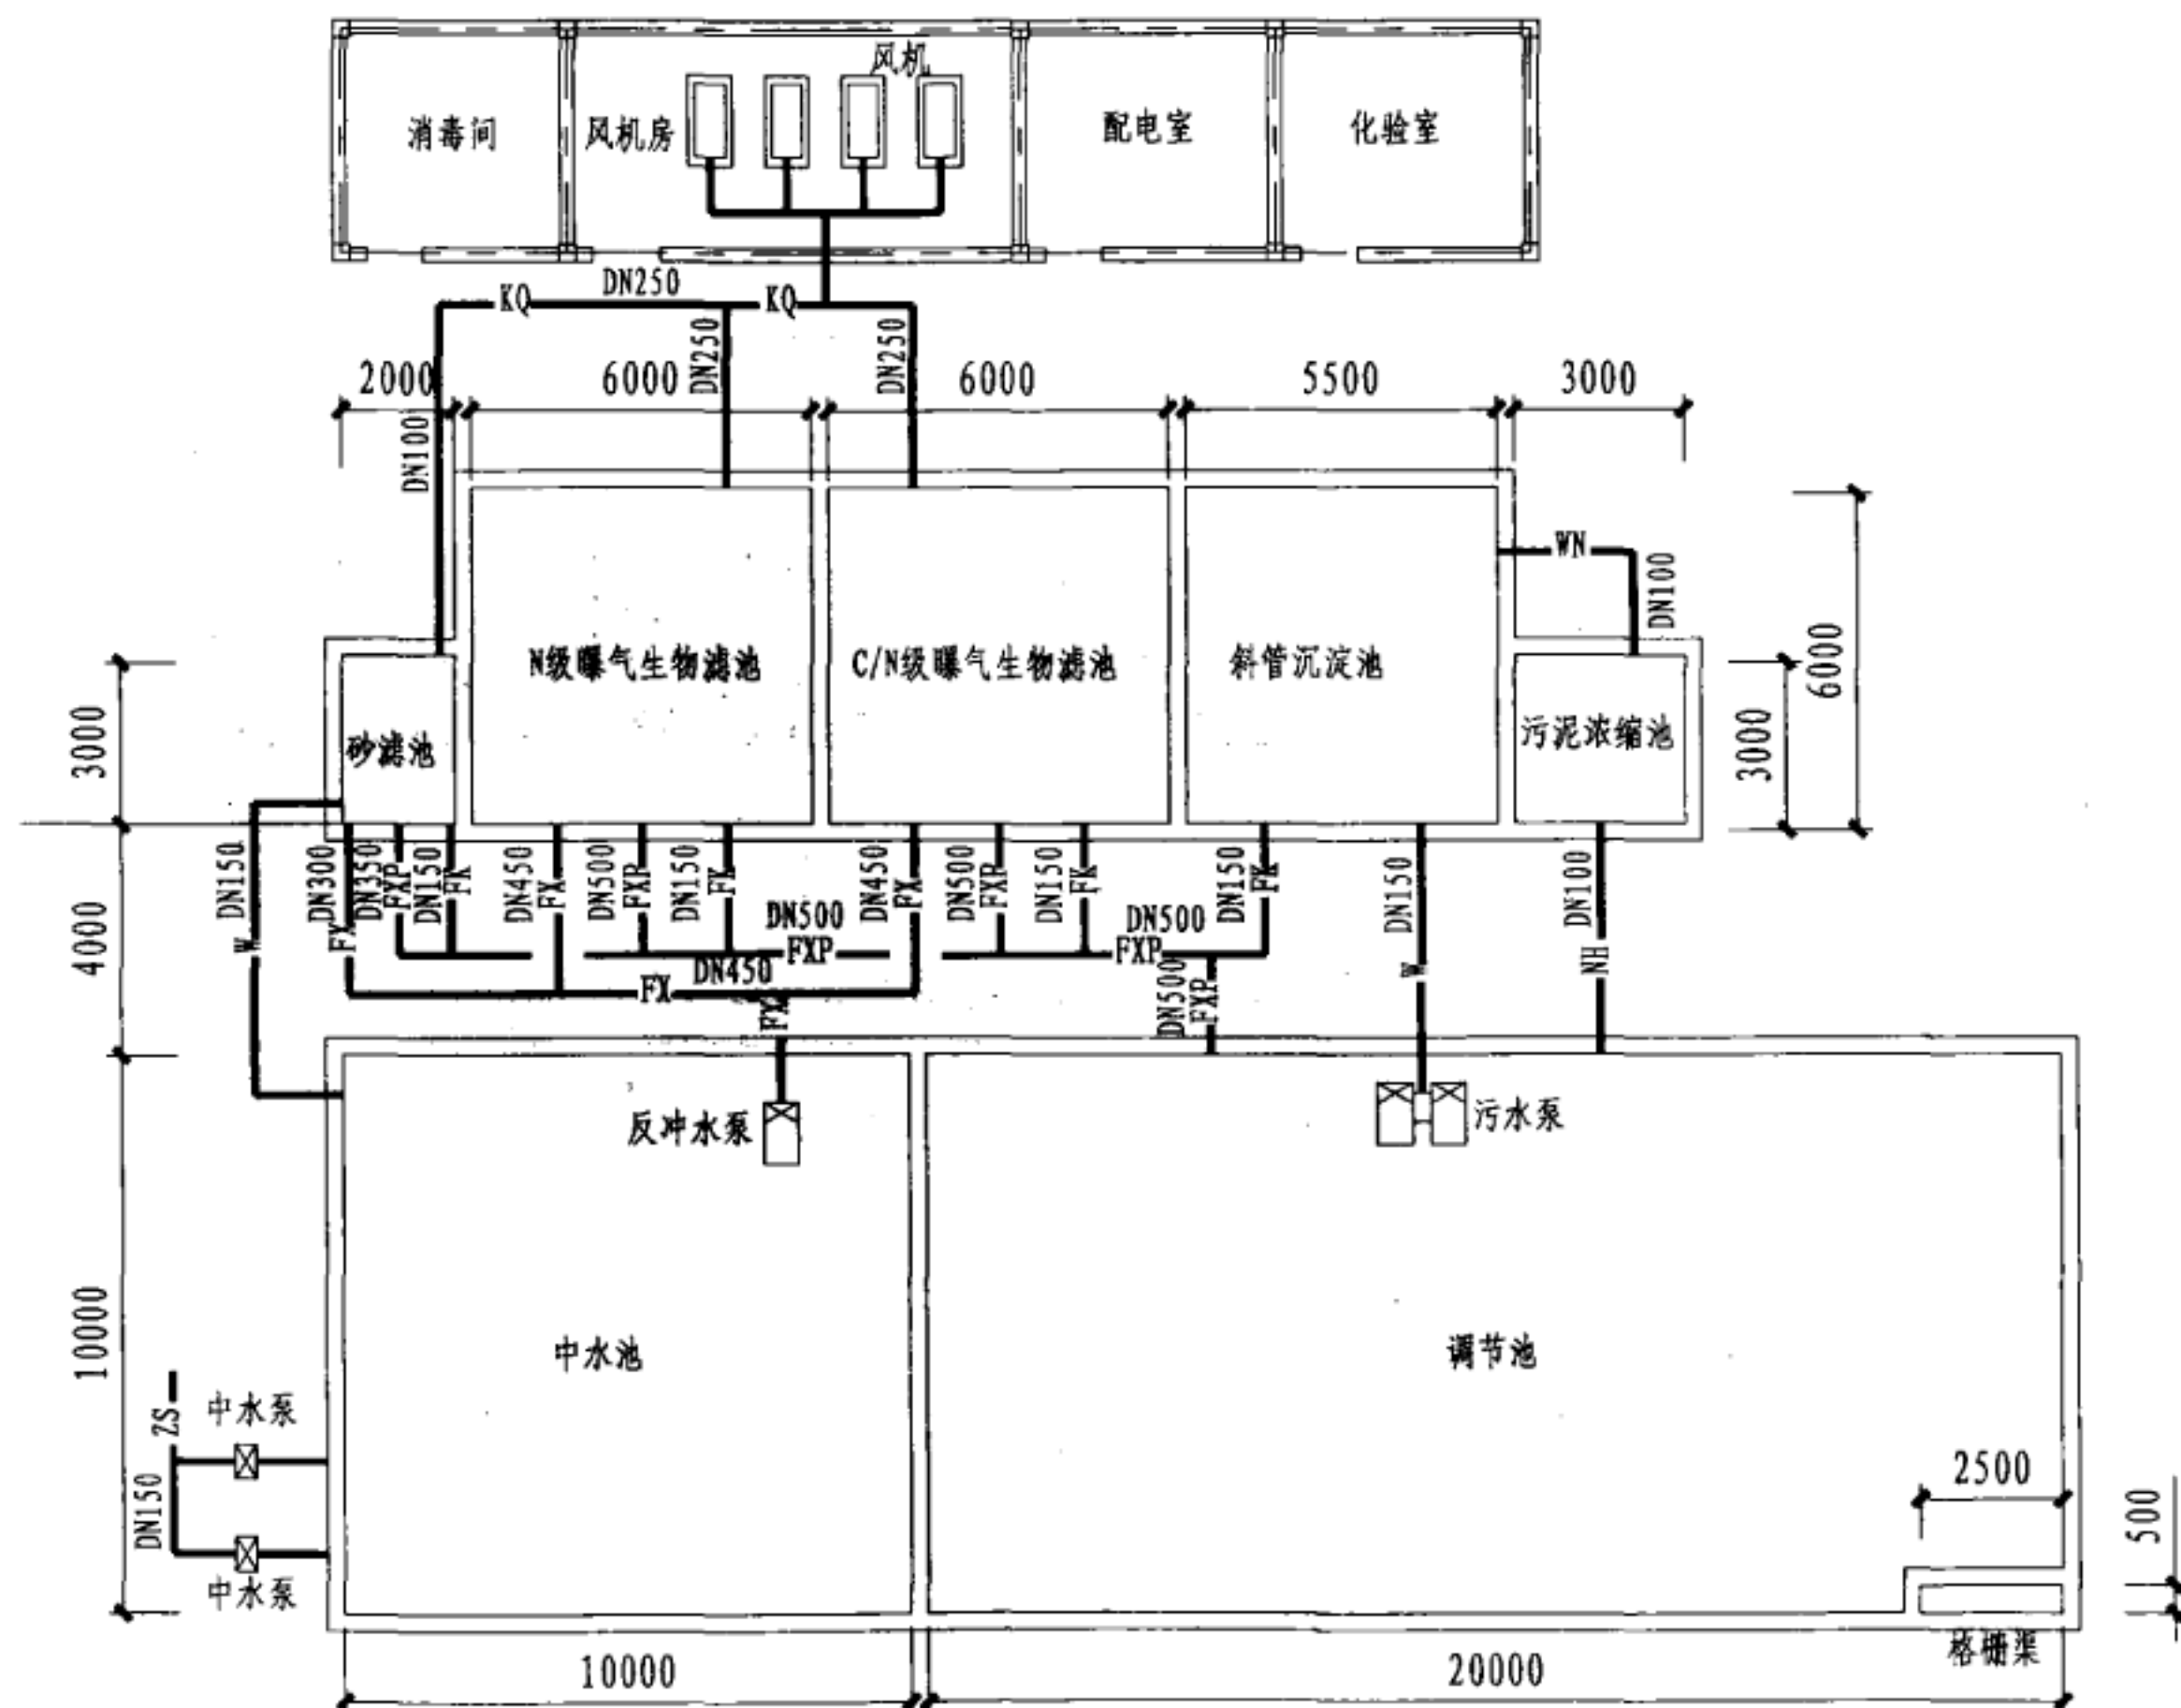 风机
消毒间
风机房
配电室
化验室
DN250
KQ
KQ
DN250
DN250
2000
6000
6000
5500
3000
DN100
WN
DN100
6000
3000
N级曝气生物滤池
C/N级曝气生物滤池
斜管沉淀池
污泥浓缩池
3000
砂滤池
DN150
W
DN300
FX
DN350
FXP
DN150
FK
DN450
FX
DN500
FXP
DN150
FK
DN450
FX
DN500
FXP
DN150
FK
DN150
FK
DN150
W
DN100
NH
4000
DN500
FXP
DN500
FXP
DN450
FX
FX
DN500
FXP
反冲水泵
污水泵
10000
中水池
调节池
ZS
中水泵
DN150
中水泵
2500
500
格栅渠
10000
20000